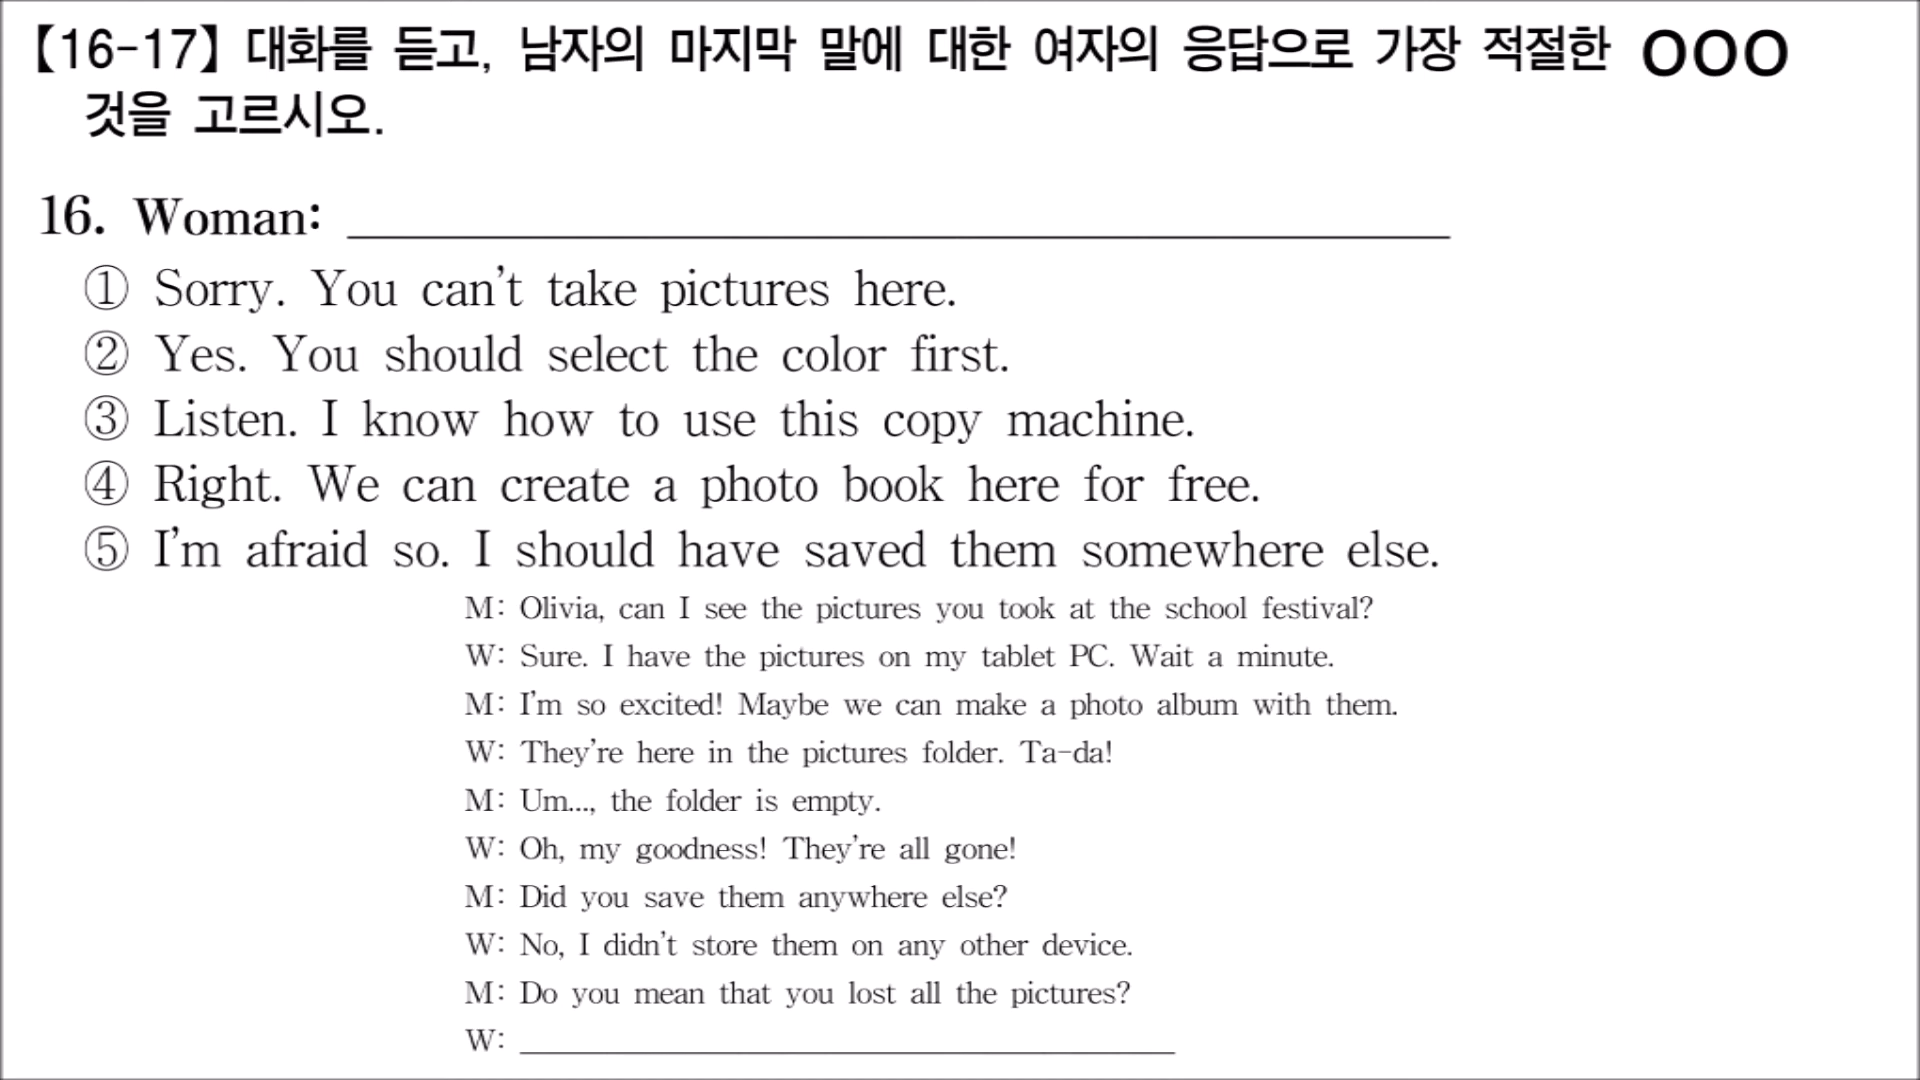 【16-17】 대화를 듣고, 남자의 마지막 말에 대한 여자의 응답으로 가장 적절한 OOO
것을 고르시오.
16. Woman: ____________________
① Sorry. You can't take pictures here.
② Yes. You should select the color first.
③ Listen. I know how to use this copy machine.
④ Right. We can create a photo book here for free.
⑤ I'm afraid so. I should have saved them somewhere else.
M: Olivia, can I see the pictures you took at the school festival?
W: Sure. I have the pictures on my tablet PC. Wait a minute.
M: I'm so excited! Maybe we can make a photo album with them.
W: They're here in the pictures folder. Ta-da!
M: Um..., the folder is empty.
W: Oh, my goodness! They're all gone!
M: Did you save them anywhere else?
W: No, I didn't store them on any other device.
M: Do you mean that you lost all the pictures?
W: ____________________